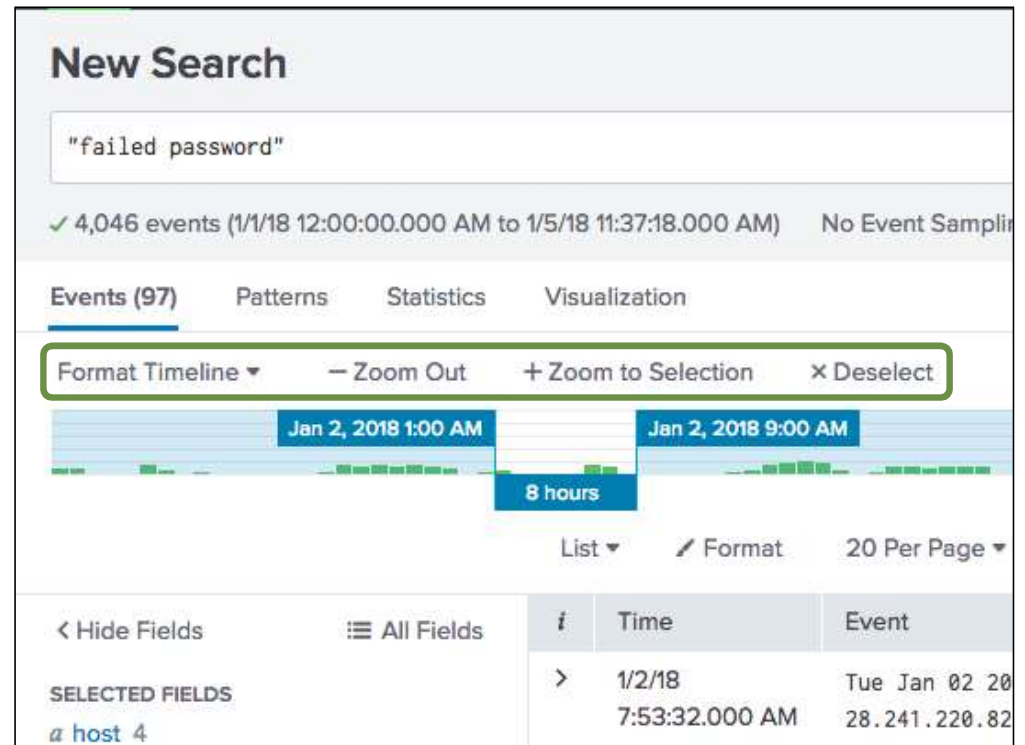 New Search
"failed password"
✓ 4,046 events (1/1/18 12:00:00.000 AM to 1/5/18 11:37:18.000 AM) No Event
Events (97) Patterns Statistics Visualization
Format Timeline ▾ — Zoom Out + Zoom to Selection × Deselect
Jan 2, 2018 1:00 AM Jan 2, 2018 9:00 AM
8 hours
List ▾ Format 20 Per Page ▾
< Hide Fields All Fields
i Time Event
SELECTED FIELDS
a host 4
> 1/2/18 Tue Jan 02 20
7:53:32.000 AM 28.241.220.82